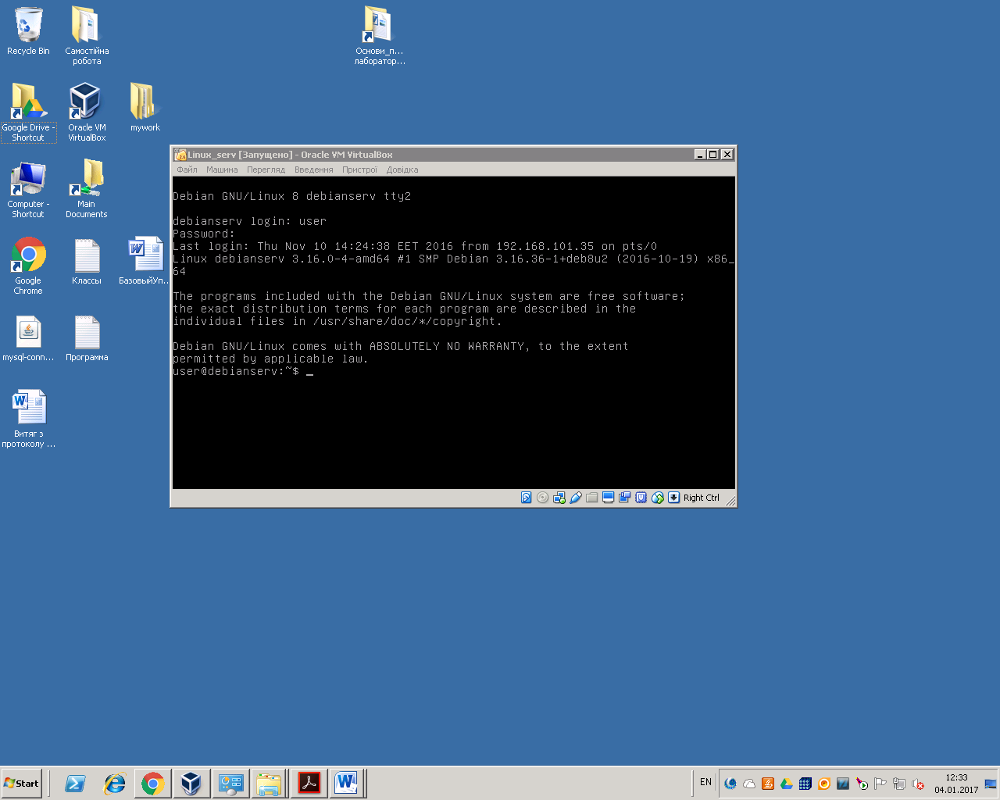 Recycle Bin
Самостійна
робота
Основи_п...
лаборатор...
Google Drive -
Shortcut
Oracle VM
VirtualBox
mywork
Computer -
Shortcut
Main
Documents
Google
Chrome
Классы
БазовыйУп...
mysql-conn...
Программа
Витяг з
протоколу ...
Linux_serv [Запущено] - Oracle VM VirtualBox
Файл Машина Перегляд Введення Пристрої Довідка
Debian GNU/Linux 8 debianserv tty2
debianserv login: user
Password:
Last login: Thu Nov 10 14:24:38 EET 2016 from 192.168.101.35 on pts/0
Linux debianserv 3.16.0-4-amd64 #1 SMP Debian 3.16.36-1+deb8u2 (2016-10-19) x86_
64
The programs included with the Debian GNU/Linux system are free software;
the exact distribution terms for each program are described in the
individual files in /usr/share/doc/*/copyright.
Debian GNU/Linux comes with ABSOLUTELY NO WARRANTY, to the extent
permitted by applicable law.
user@debianserv:~$ _
Right Ctrl
Start
EN
12:33
04.01.2017